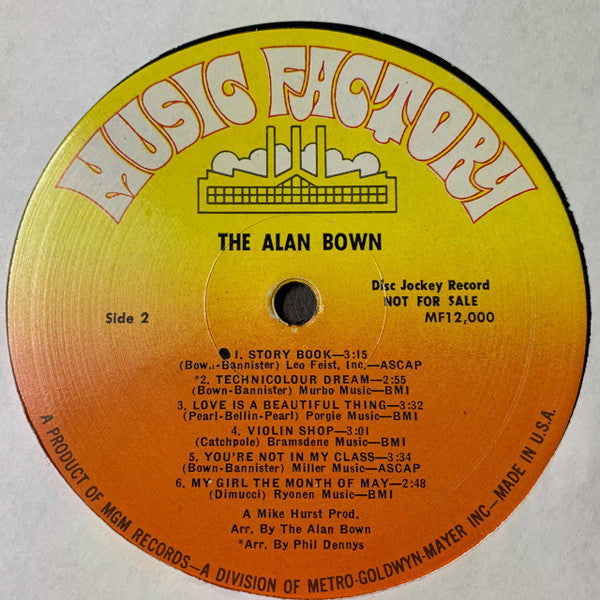 MUSIC FACTORY
THE ALAN BOWN
Disc Jockey Record
NOT FOR SALE
Side 2
MF12,000
1. STORY BOOK—3:15
(Bown-Bannister) Leo Feist, Inc.—ASCAP
*2. TECHNICOLOUR DREAM—2:55
(Bown-Bannister) Murbo Music—BMI
3. LOVE IS A BEAUTIFUL THING—3:32
(Pearl-Bellin-Pearl) Porgie Music—BMI
4. VIOLIN SHOP—3:01
(Catchpole) Bramsdene Music—BMI
5. YOU'RE NOT IN MY CLASS—3:34
(Bown-Bannister) Miller Music—ASCAP
6. MY GIRL THE MONTH OF MAY—2:48
(Dimucci) Ryonen Music—BMI
A Mike Hurst Prod.
Arr. By The Alan Bown
*Arr. By Phil Dennys
A PRODUCT OF MGM RECORDS—A DIVISION OF METRO-GOLDWYN-MAYER INC—MADE IN U.S.A.